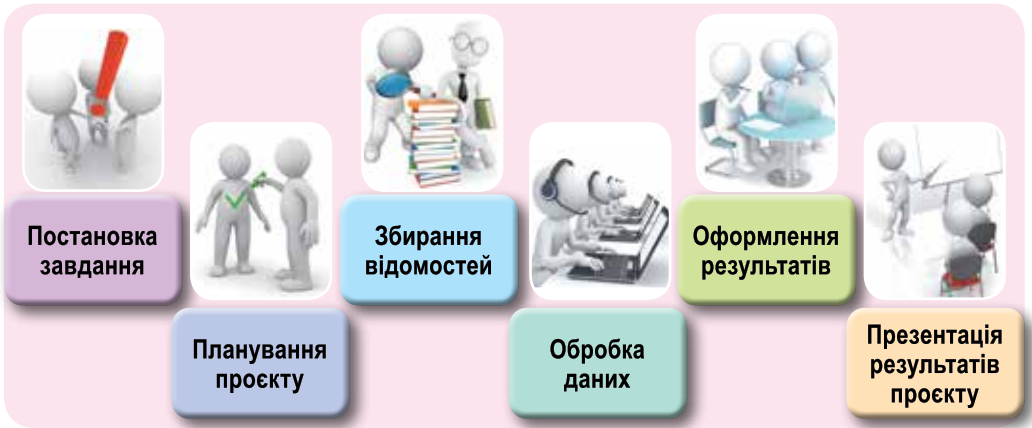 Постановка
завдання
Планування
проєкту
Збирання
відомостей
Обробка
даних
Оформлення
результатів
Презентація
результатів
проєкту